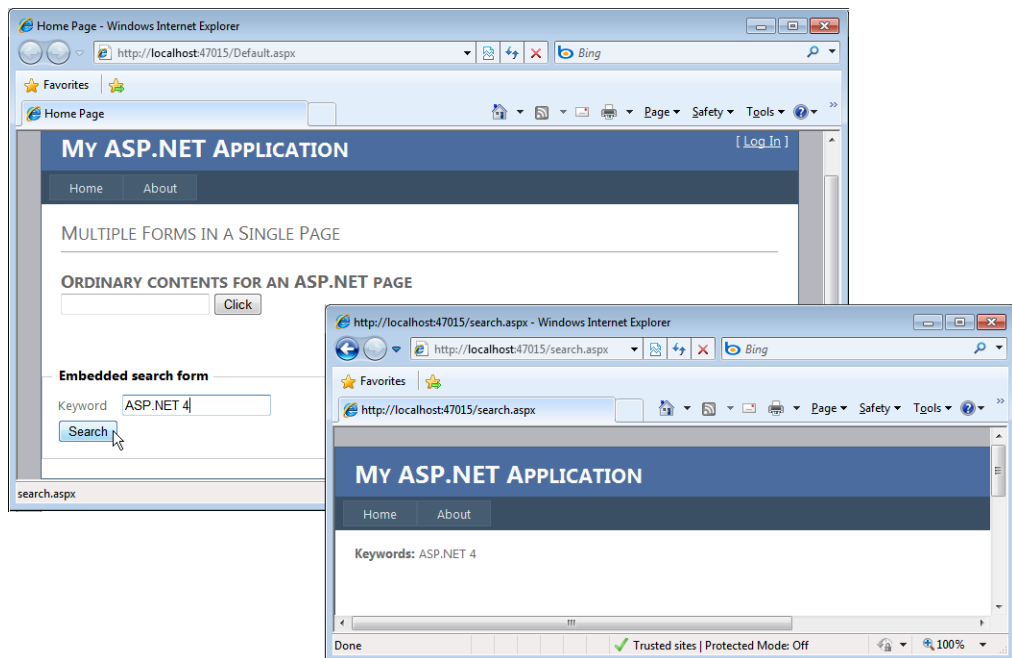 Home Page - Windows Internet Explorer
http://localhost:47015/Default.aspx
Bing
Favorites
Home Page
Page Safety Tools
MY ASP.NET APPLICATION
[ Log In ]
Home About
MULTIPLE FORMS IN A SINGLE PAGE
ORDINARY CONTENTS FOR AN ASP.NET PAGE
Click
Embedded search form
Keyword ASP.NET 4
Search
search.aspx
http://localhost:47015/search.aspx - Windows Internet Explorer
http://localhost:47015/search.aspx
Bing
Favorites
http://localhost:47015/search.aspx
Page Safety Tools
MY ASP.NET APPLICATION
Home About
Keywords: ASP.NET 4
Done
Trusted sites | Protected Mode: Off
100%